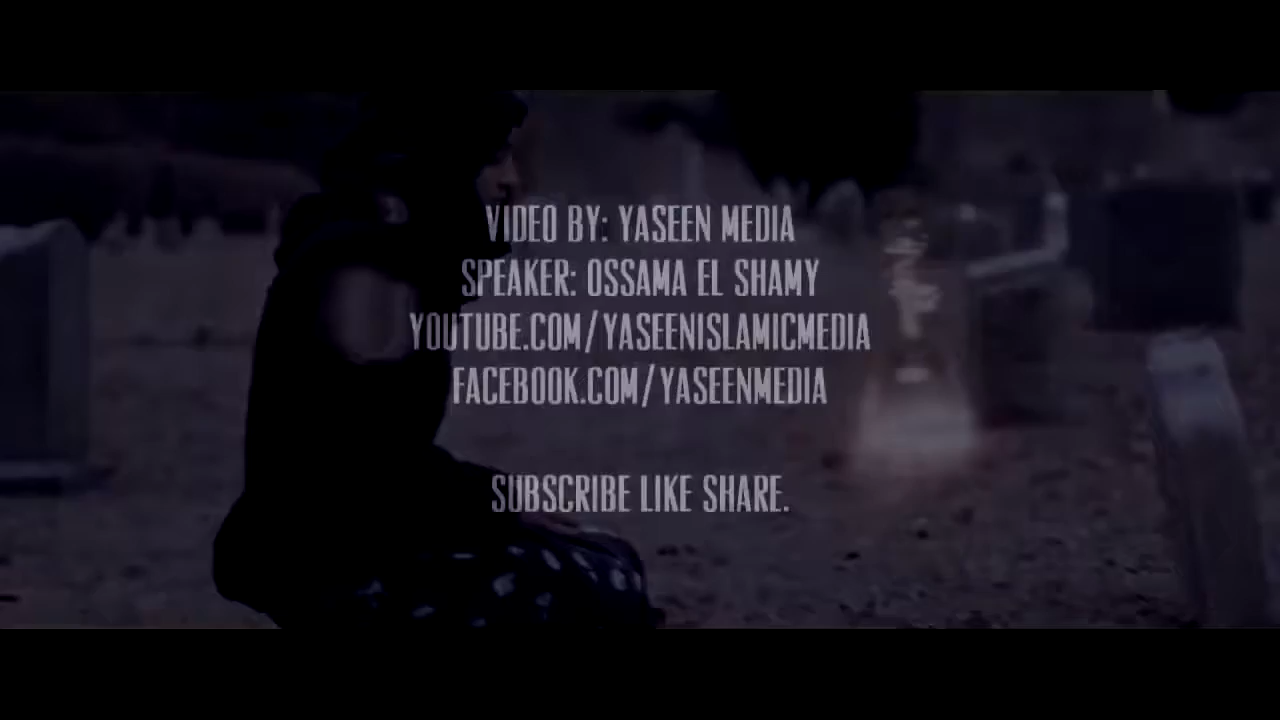 VIDEO BY: YASEEN MEDIA
SPEAKER: OSSAMA EL SHAMY
YOUTUBE.COM/YASEENISLAMICMEDIA
FACEBOOK.COM/YASEENMEDIA
SUBSCRIBE LIKE SHARE.